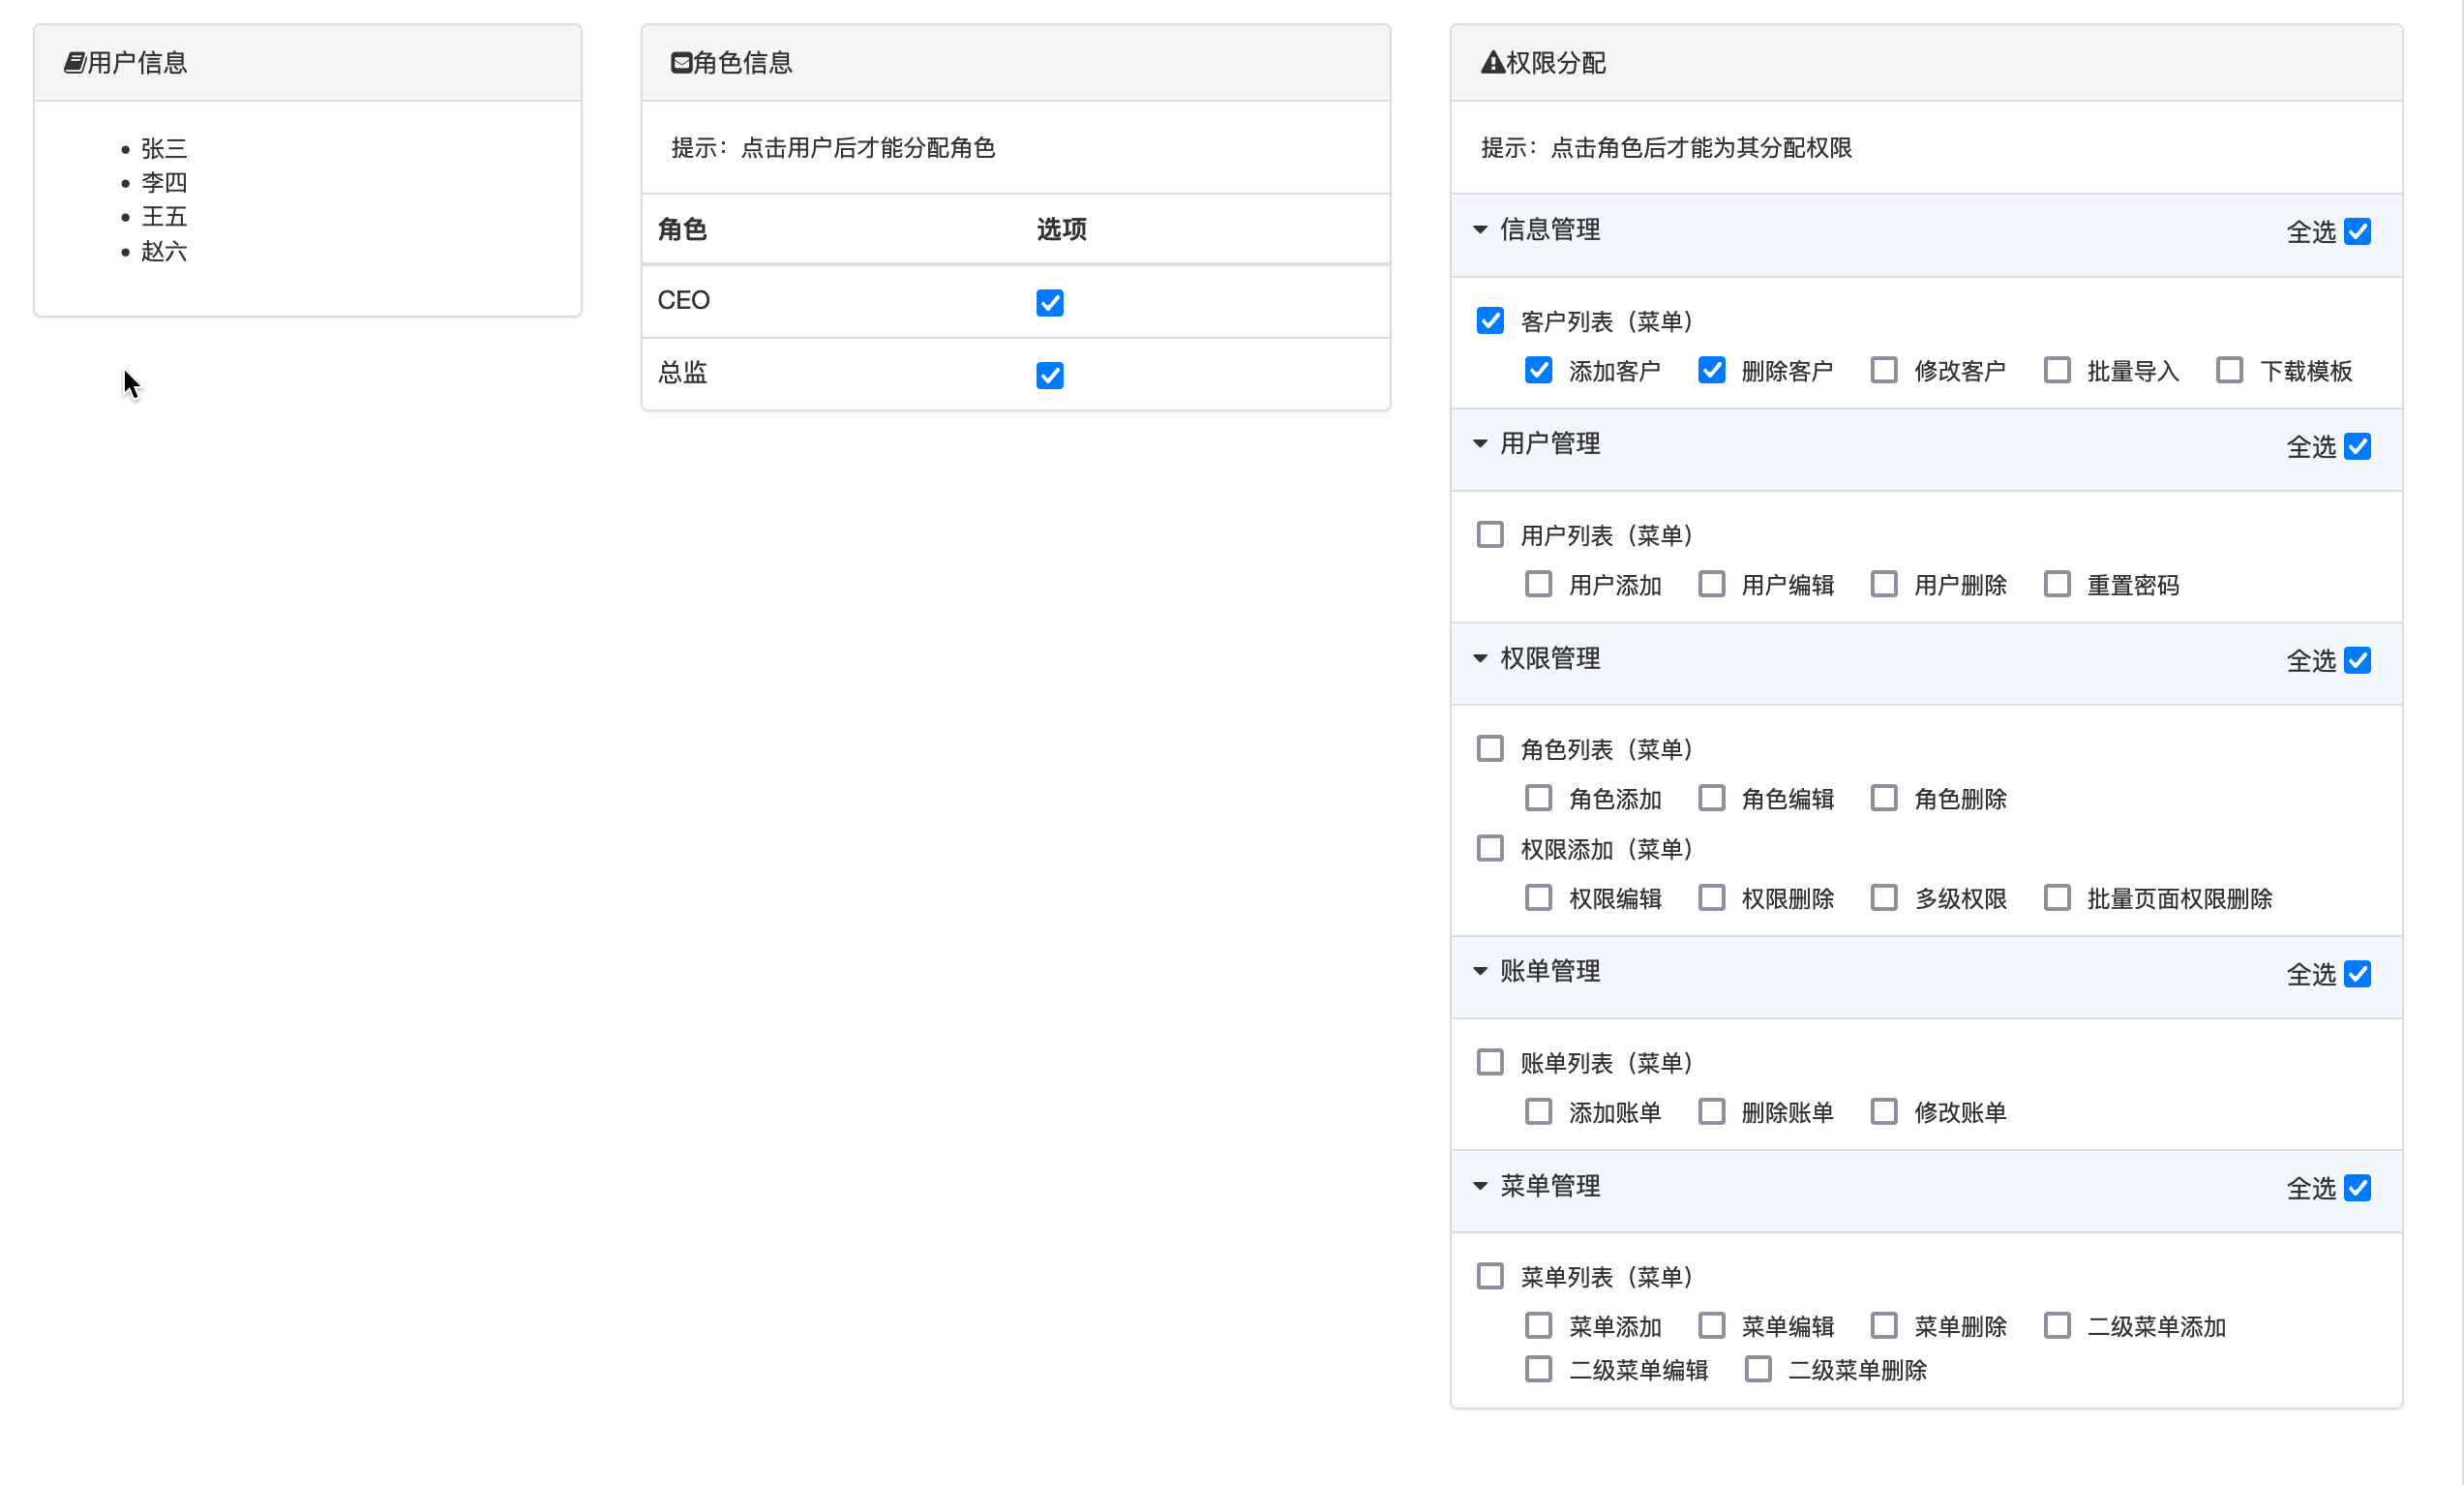 用户信息
张三
李四
王五
赵六
角色信息
提示：点击用户后才能分配角色
角色 选项
CEO
总监
权限分配
提示：点击角色后才能为其分配权限
信息管理 全选
客户列表（菜单）
添加客户 删除客户 修改客户 批量导入 下载模板
用户管理 全选
用户列表（菜单）
用户添加 用户编辑 用户删除 重置密码
权限管理 全选
角色列表（菜单）
角色添加 角色编辑 角色删除
权限添加（菜单）
权限编辑 权限删除 多级权限 批量页面权限删除
账单管理 全选
账单列表（菜单）
添加账单 删除账单 修改账单
菜单管理 全选
菜单列表（菜单）
菜单添加 菜单编辑 菜单删除 二级菜单添加
二级菜单编辑 二级菜单删除